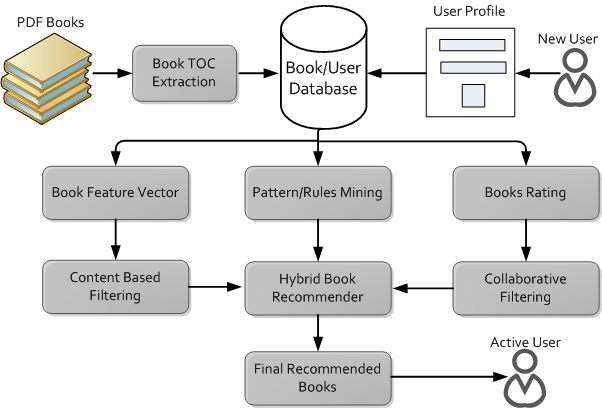 PDF Books
User Profile
New User
Book TOC
Extraction
Book/User
Database
Book Feature Vector
Pattern/Rules Mining
Books Rating
Content Based
Filtering
Hybrid Book
Recommender
Collaborative
Filtering
Active User
Final Recommended
Books